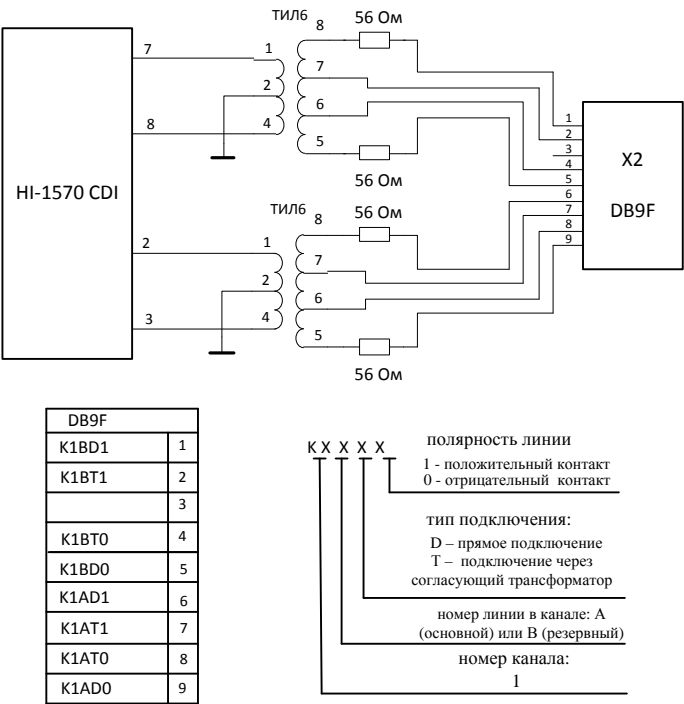 ТИЛ6
8
56 Ом
7
1
7
2
6
8
4
5
56 Ом
HI-1570 CDI
ТИЛ6
8
56 Ом
2
1
7
2
6
3
4
5
56 Ом
1
2
3
4
5
6
7
8
9
X2
DB9F
DB9F
K1BD1 1
K1BT1 2
3
K1BT0 4
K1BD0 5
K1AD1 6
K1AT1 7
K1AT0 8
K1AD0 9
К Х Х Х Х
полярность линии
1 - положительный контакт
0 - отрицательный контакт
тип подключения:
D – прямое подключение
T – подключение через
согласующий трансформатор
номер линии в канале: А
(основной) или В (резервный)
номер канала:
1